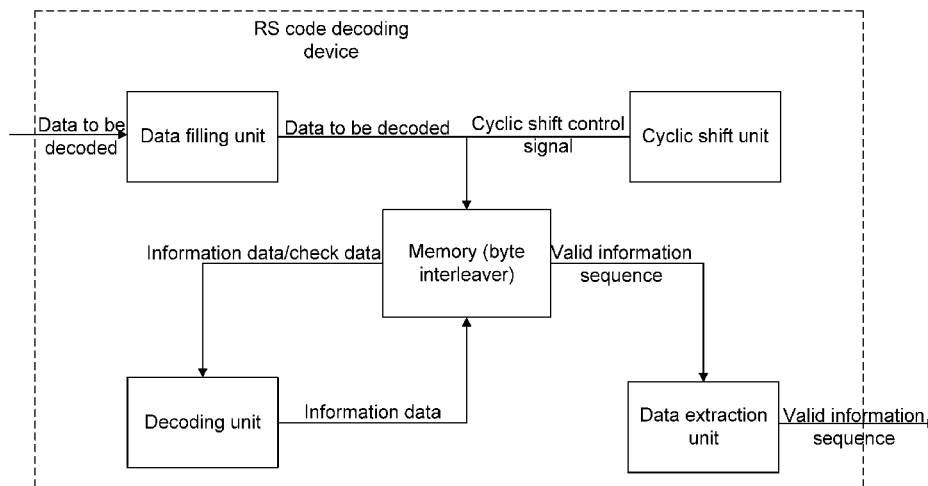 RS code decoding
device
Data to be
decoded
Data filling unit
Data to be decoded
Cyclic shift control
signal
Cyclic shift unit
Information data/check data
Memory (byte
interleaver)
Valid information
sequence
Decoding unit
Information data
Data extraction
unit
Valid information
sequence